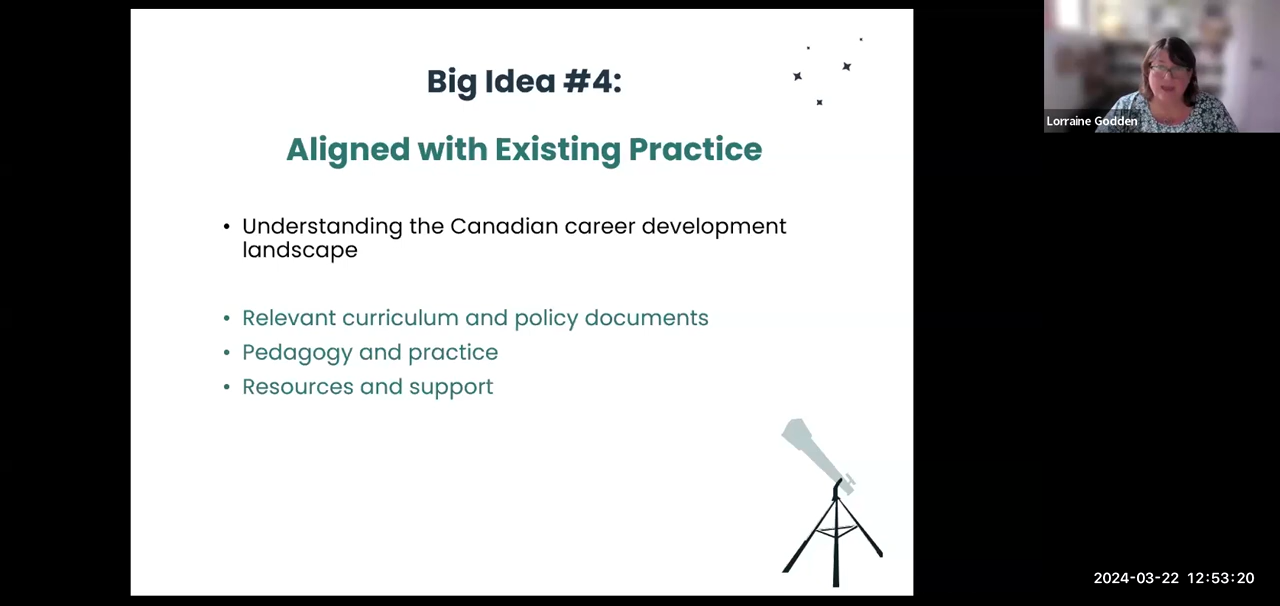 Big Idea #4:
Aligned with Existing Practice
• Understanding the Canadian career development
landscape
• Relevant curriculum and policy documents
• Pedagogy and practice
• Resources and support
Lorraine Godden
2024-03-22 12:53:20